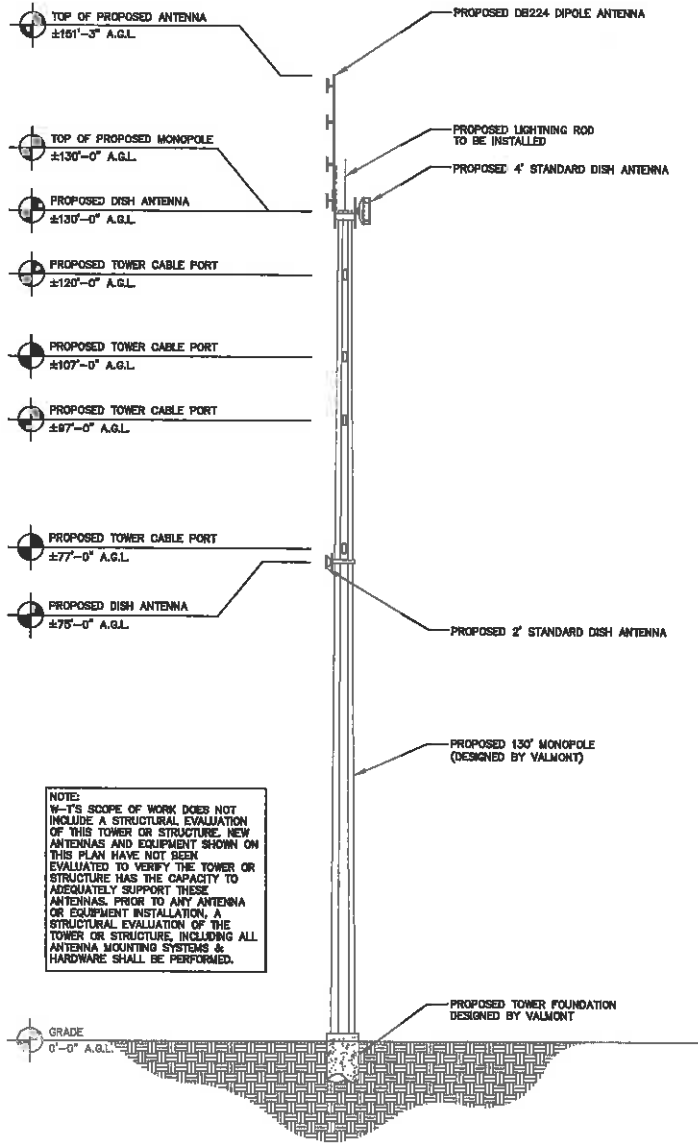 TOP OF PROPOSED ANTENNA
±151'-3" A.G.L.
PROPOSED DB224 DIPOLE ANTENNA
TOP OF PROPOSED MONOPOLE
±130'-0" A.G.L.
PROPOSED LIGHTNING ROD
TO BE INSTALLED
PROPOSED 4' STANDARD DISH ANTENNA
PROPOSED DISH ANTENNA
±130'-0" A.G.L.
PROPOSED TOWER CABLE PORT
±120'-0" A.G.L.
PROPOSED TOWER CABLE PORT
±107'-0" A.G.L.
PROPOSED TOWER CABLE PORT
±97'-0" A.G.L.
PROPOSED TOWER CABLE PORT
±77'-0" A.G.L.
PROPOSED DISH ANTENNA
±75'-0" A.G.L.
PROPOSED 2' STANDARD DISH ANTENNA
PROPOSED 130' MONOPOLE
(DESIGNED BY VALMONT)
NOTE:
W-T'S SCOPE OF WORK DOES NOT
INCLUDE A STRUCTURAL EVALUATION
OF THIS TOWER OR STRUCTURE. NEW
ANTENNAS AND EQUIPMENT SHOWN ON
THIS PLAN HAVE NOT BEEN
EVALUATED TO VERIFY THE TOWER OR
STRUCTURE HAS THE CAPACITY TO
ADEQUATELY SUPPORT THESE
ANTENNAS. PRIOR TO ANY ANTENNA
OR EQUIPMENT INSTALLATION, A
STRUCTURAL EVALUATION OF THE
TOWER OR STRUCTURE, INCLUDING ALL
ANTENNA MOUNTING SYSTEMS &
HARDWARE SHALL BE PERFORMED.
PROPOSED TOWER FOUNDATION
DESIGNED BY VALMONT
GRADE
0'-0" A.G.L.